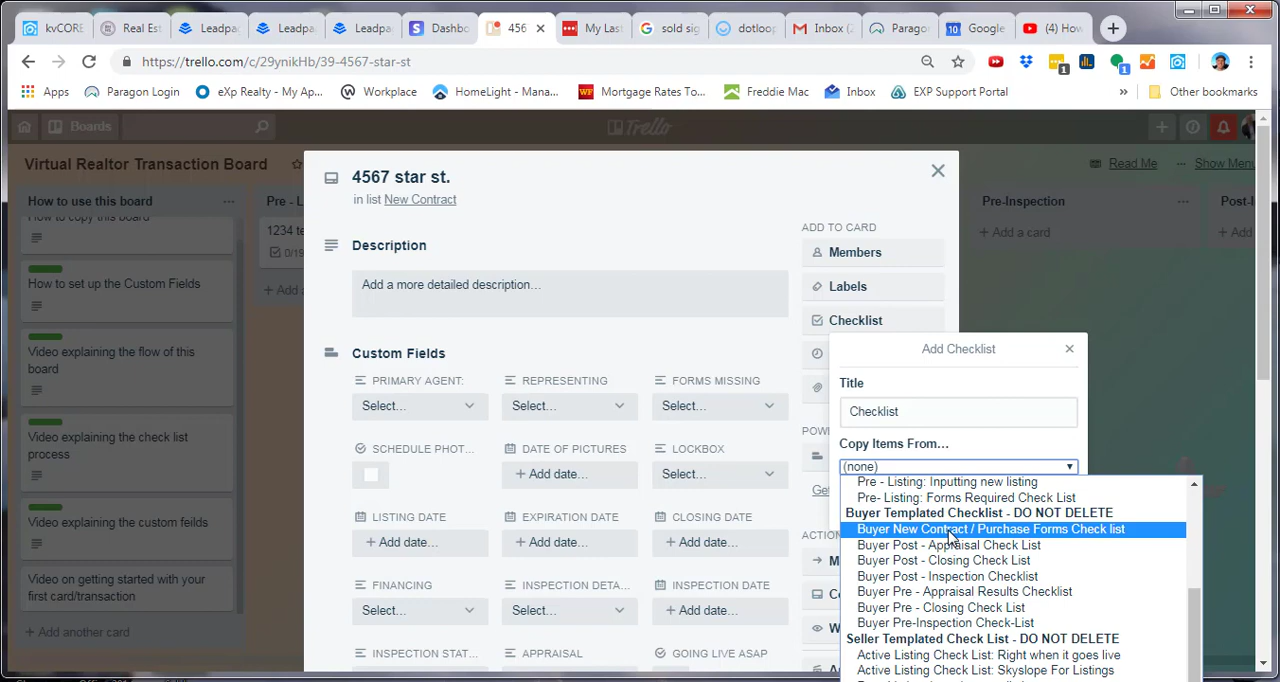 kvCORE
Real Est
Leadpa
Leadpa
Leadpa
Dashbo
456
My Last
sold sig
dotloop
Inbox (2
Parago
Google
(4) How
https://trello.com/c/29ynikHb/39-4567-star-st
1
1
Apps
Paragon Login
eXp Realty - My Ap...
Workplace
HomeLight - Mana...
Mortgage Rates To...
Freddie Mac
Inbox
EXP Support Portal
»
Other bookmarks
Boards
Trello
Virtual Realtor Transaction Board
Read Me
Show Menu
How to use this board
How to copy this board
How to set up the Custom Fields
Video explaining the flow of this
board
Video explaining the check list
process
Video explaining the custom feilds
Video on getting started with your
first card/transaction
+ Add another card
Pre - L
1234 te
0/19
+ Add a
4567 star st.
in list New Contract
Description
Add a more detailed description...
Custom Fields
PRIMARY AGENT:
REPRESENTING
FORMS MISSING
Select...
Select...
Select...
SCHEDULE PHOT...
DATE OF PICTURES
LOCKBOX
+ Add date...
Select...
LISTING DATE
EXPIRATION DATE
CLOSING DATE
+ Add date...
+ Add date...
+ Add date...
FINANCING
INSPECTION DETA...
INSPECTION DATE
Select...
Select...
+ Add date...
INSPECTION STAT...
APPRAISAL
GOING LIVE ASAP
ADD TO CARD
Members
Labels
Checklist
POW
Get
ACTION
M
C
W
Add Checklist
Title
Checklist
Copy Items From...
(none)
Pre - Listing: Inputting new listing
Pre- Listing: Forms Required Check List
Buyer Templated Checklist - DO NOT DELETE
Buyer New Contract / Purchase Forms Check list
Buyer Post - Appraisal Check List
Buyer Post - Closing Check List
Buyer Post - Inspection Checklist
Buyer Pre - Appraisal Results Checklist
Buyer Pre - Closing Check List
Buyer Pre-Inspection Check-List
Seller Templated Check List - DO NOT DELETE
Active Listing Check List: Right when it goes live
Active Listing Check List: Skyslope For Listings
Pre-Inspection
+ Add a card
Post-I
+ Add